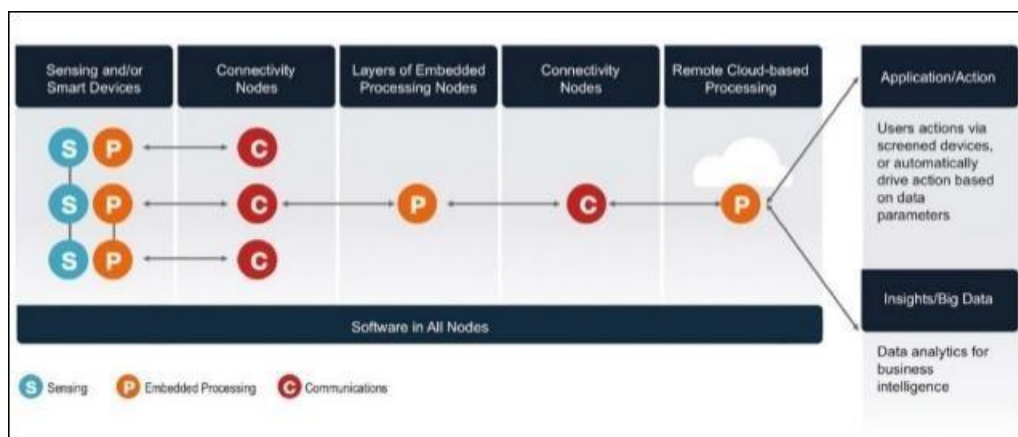 Sensing and/or
Smart Devices
Connectivity
Nodes
Layers of Embedded
Processing Nodes
Connectivity
Nodes
Remote Cloud-based
Processing
Application/Action
S P C
S P C P C P
S P C
Users actions via
screened devices,
or automatically
drive action based
on data
parameters
Insights/Big Data
Data analytics for
business
intelligence
Software in All Nodes
S Sensing
P Embedded Processing
C Communications